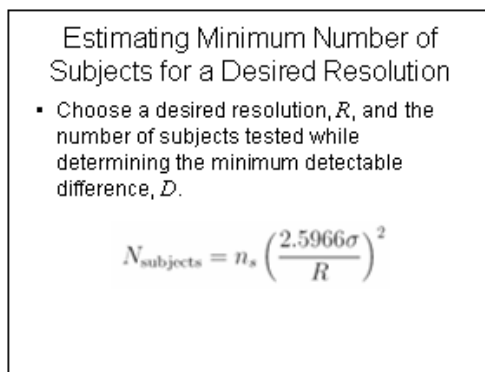 Estimating Minimum Number of
Subjects for a Desired Resolution
▪ Choose a desired resolution, R, and the
number of subjects tested while
determining the minimum detectable
difference, D.
N_subjects = n_s (2.5966σ / R)^2